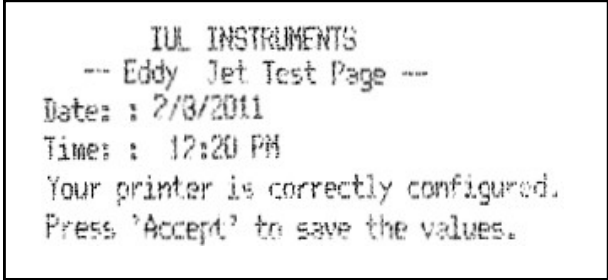 IUL INSTRUMENTS
-- Eddy Jet Test Page --
Date: : 2/8/2011
Time: : 12:20 PM
Your printer is correctly configured.
Press 'Accept' to save the values.